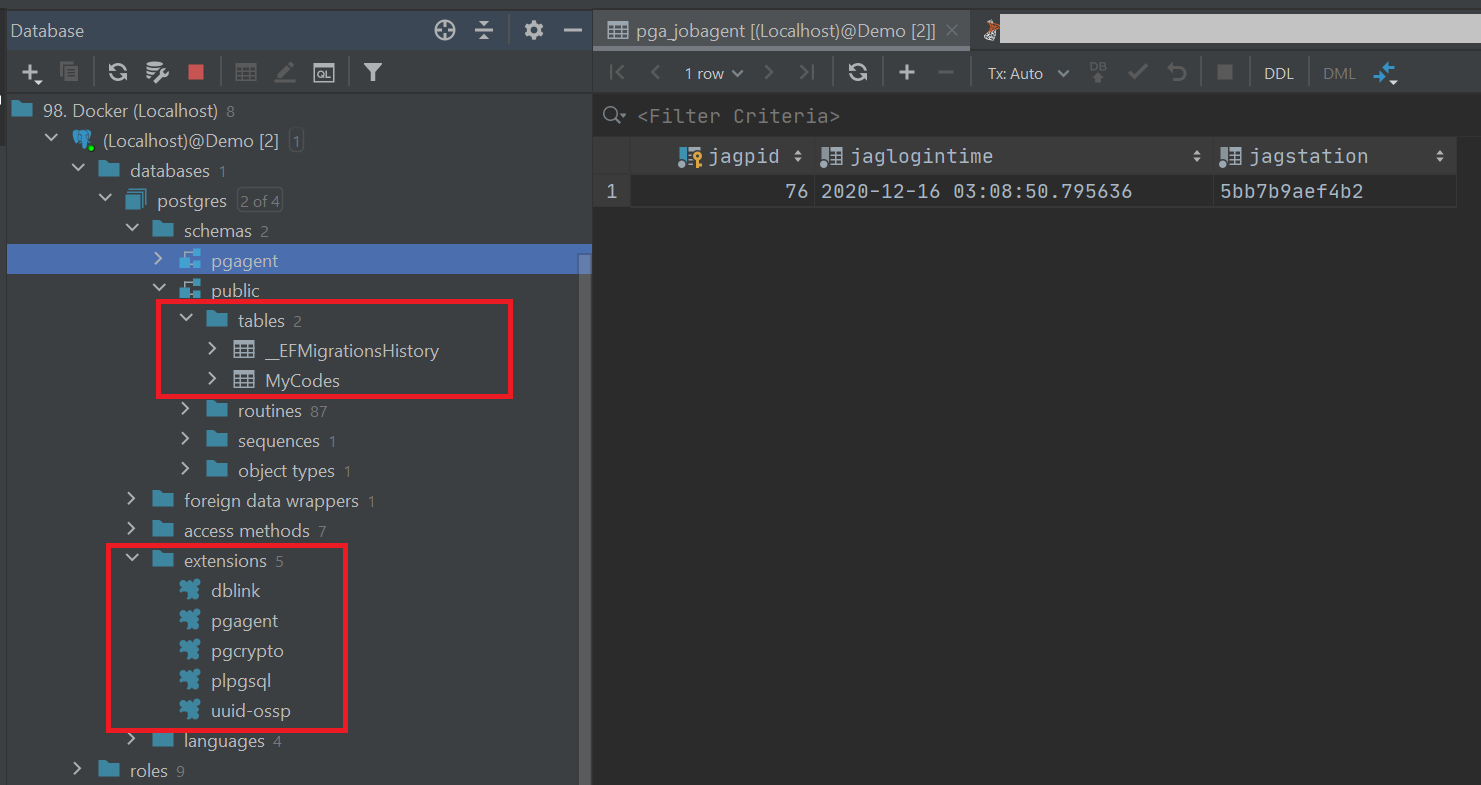 Database
98. Docker (Localhost) 8
(Localhost)@Demo [2] 1
databases 1
postgres 2 of 4
schemas 2
pgagent
public
tables 2
__EFMigrationsHistory
MyCodes
routines 87
sequences 1
object types 1
foreign data wrappers 1
access methods 7
extensions 5
dblink
pgagent
pgcrypto
plpgsql
uuid-ossp
languages 4
roles 9
QL
pga_jobagent [(Localhost)@Demo [2]]
1 row Tx: Auto DB DDL DML
<Filter Criteria>
jagpid jaglogintime jagstation
1 76 2020-12-16 03:08:50.795636 5bb7b9aef4b2